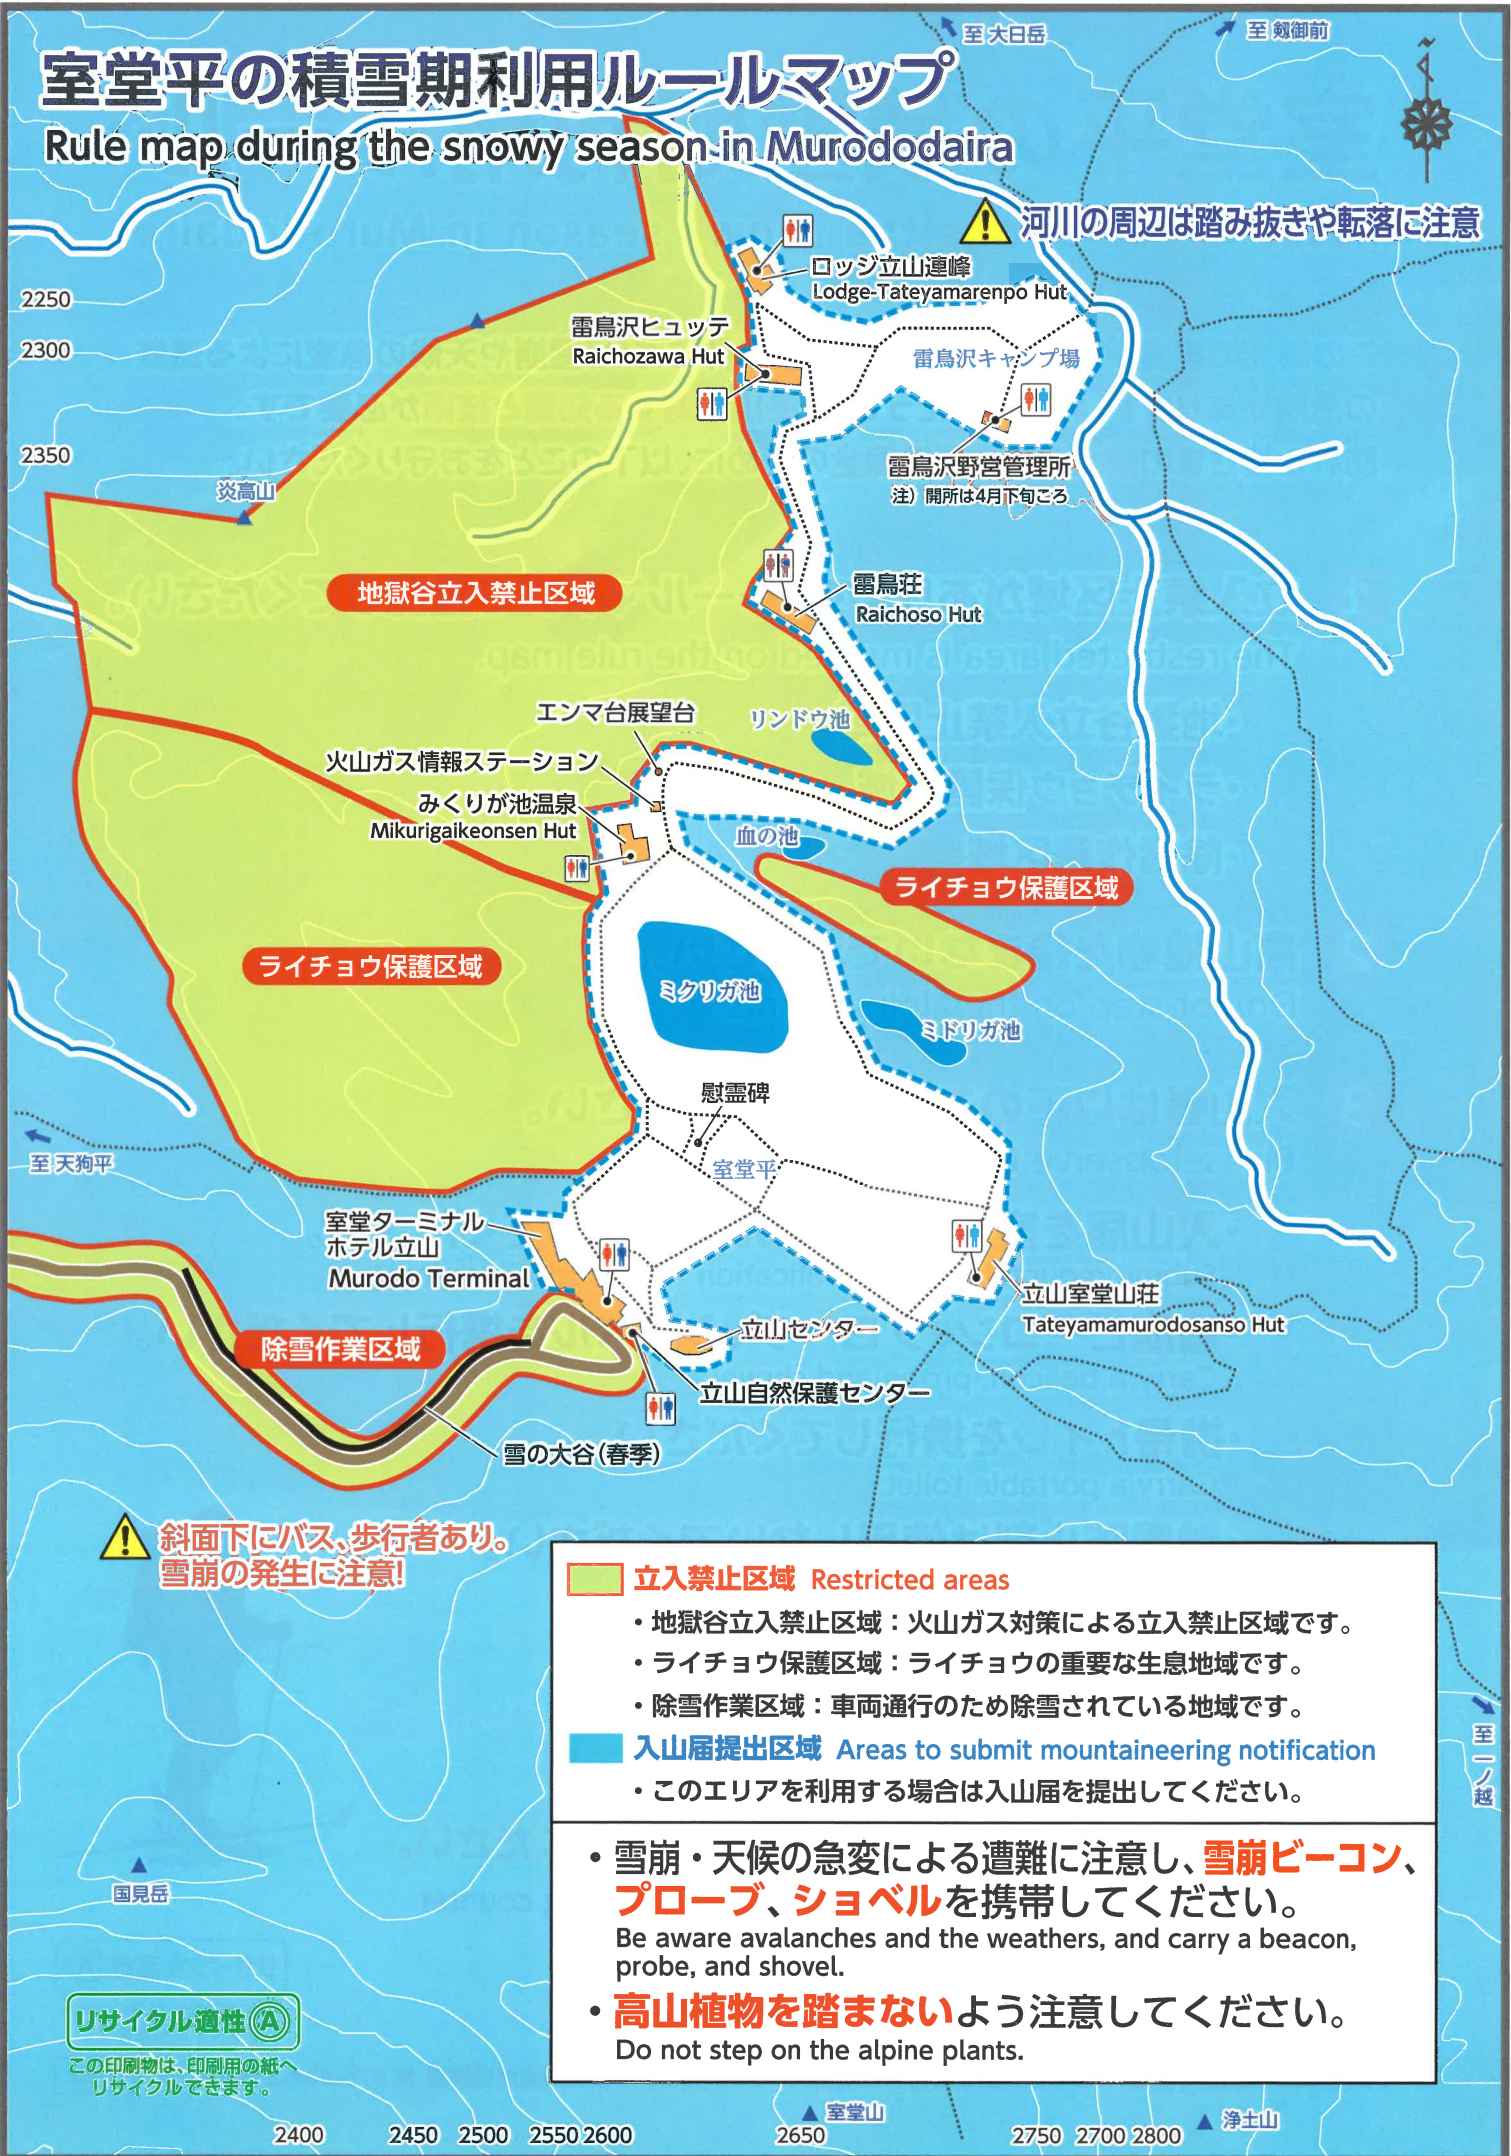 室堂平の積雪期利用ルールマップ
Rule map during the snowy season in Murododaira
至 大日岳
至 剱御前
河川の周辺は踏み抜きや転落に注意
ロッジ立山連峰
Lodge-Tateyamarenpo Hut
2250
2300
2350
雷鳥沢ヒュッテ
Raichozawa Hut
雷鳥沢キャンプ場
雷鳥沢野営管理所
注）開所は4月下旬ころ
炎高山
地獄谷立入禁止区域
雷鳥荘
Raichoso Hut
エンマ台展望台
リンドウ池
火山ガス情報ステーション
みくりが池温泉
Mikurigaikeonsen Hut
血の池
ライチョウ保護区域
ライチョウ保護区域
ミクリガ池
ミドリガ池
慰霊碑
室堂平
至 天狗平
室堂ターミナル
ホテル立山
Murodo Terminal
立山室堂山荘
Tateyamamurodosanso Hut
除雪作業区域
立山センター
立山自然保護センター
雪の大谷（春季）
斜面下にバス、歩行者あり。
雪崩の発生に注意!
立入禁止区域 Restricted areas
・地獄谷立入禁止区域：火山ガス対策による立入禁止区域です。
・ライチョウ保護区域：ライチョウの重要な生息地域です。
・除雪作業区域：車両通行のため除雪されている地域です。
入山届提出区域 Areas to submit mountaineering notification
・このエリアを利用する場合は入山届を提出してください。
至 一ノ越
・雪崩・天候の急変による遭難に注意し、雪崩ビーコン、
プローブ、ショベルを携帯してください。
Be aware avalanches and the weathers, and carry a beacon,
probe, and shovel.
・高山植物を踏まないよう注意してください。
Do not step on the alpine plants.
国見岳
リサイクル適性Ⓐ
この印刷物は、印刷用の紙へ
リサイクルできます。
室堂山
浄土山
2400 2450 2500 2550 2600 2650 2750 2700 2800